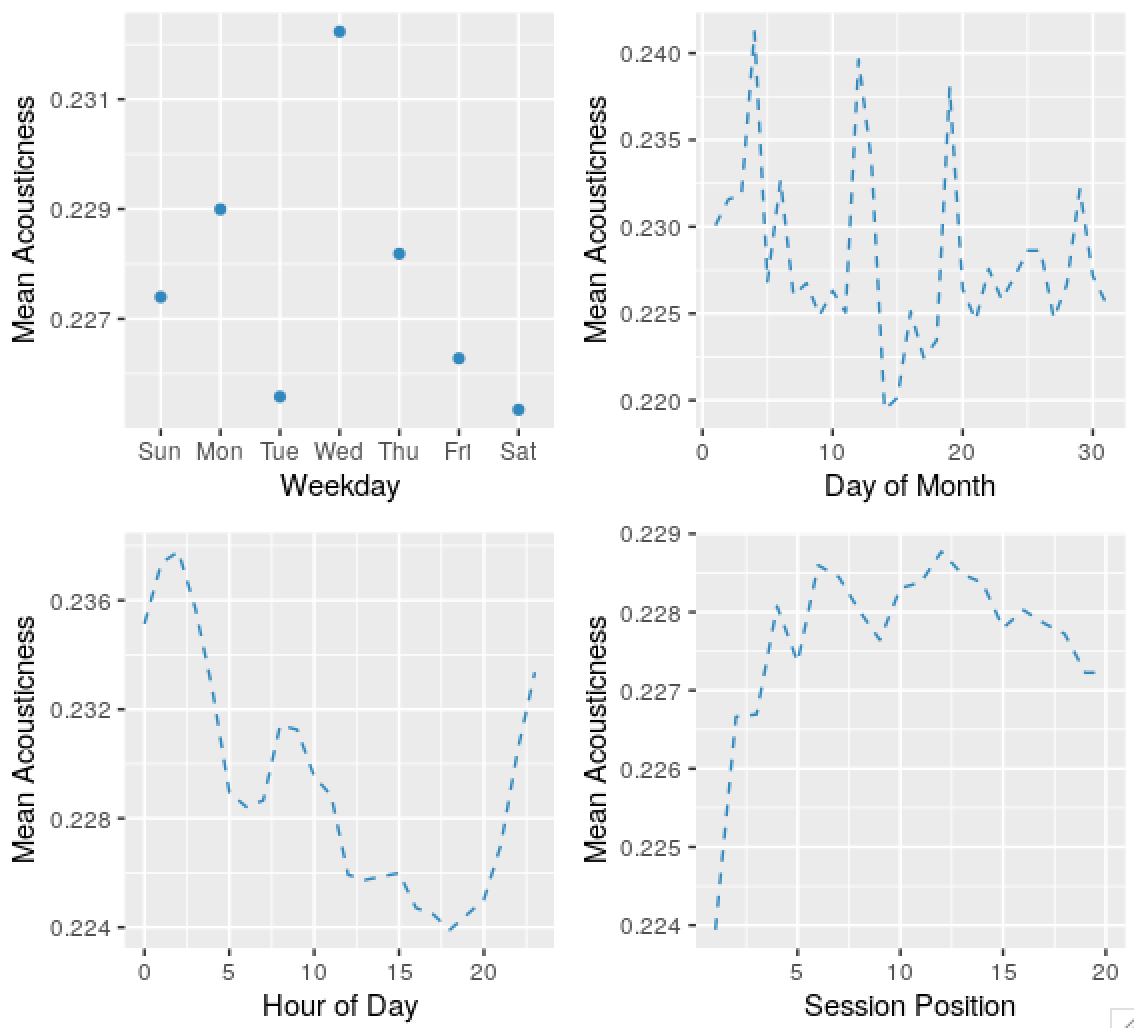 Mean Acousticness
0.231
0.229
0.227
Sun Mon Tue Wed Thu Fri Sat
Weekday
Mean Acousticness
0.240
0.235
0.230
0.225
0.220
0 10 20 30
Day of Month
Mean Acousticness
0.236
0.232
0.228
0.224
0 5 10 15 20
Hour of Day
Mean Acousticness
0.229
0.228
0.227
0.226
0.225
0.224
5 10 15 20
Session Position